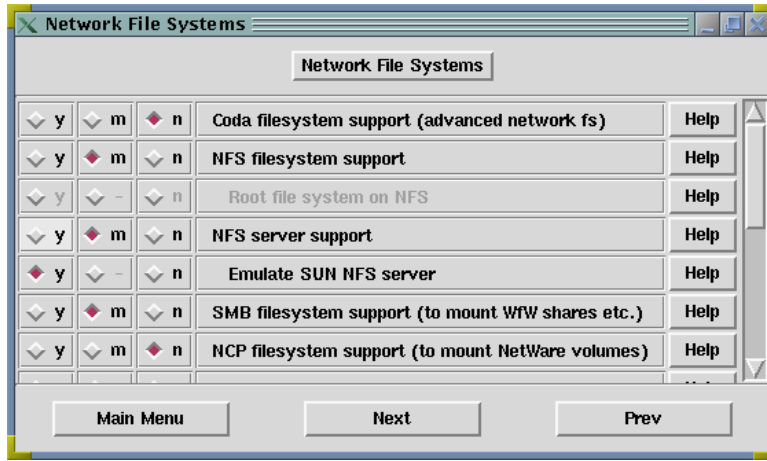 Network File Systems
Network File Systems
y m n Coda filesystem support (advanced network fs) Help
y m n NFS filesystem support Help
y - n Root file system on NFS Help
y m n NFS server support Help
y - n Emulate SUN NFS server Help
y m n SMB filesystem support (to mount WfW shares etc.) Help
y m n NCP filesystem support (to mount NetWare volumes) Help
Main Menu Next Prev